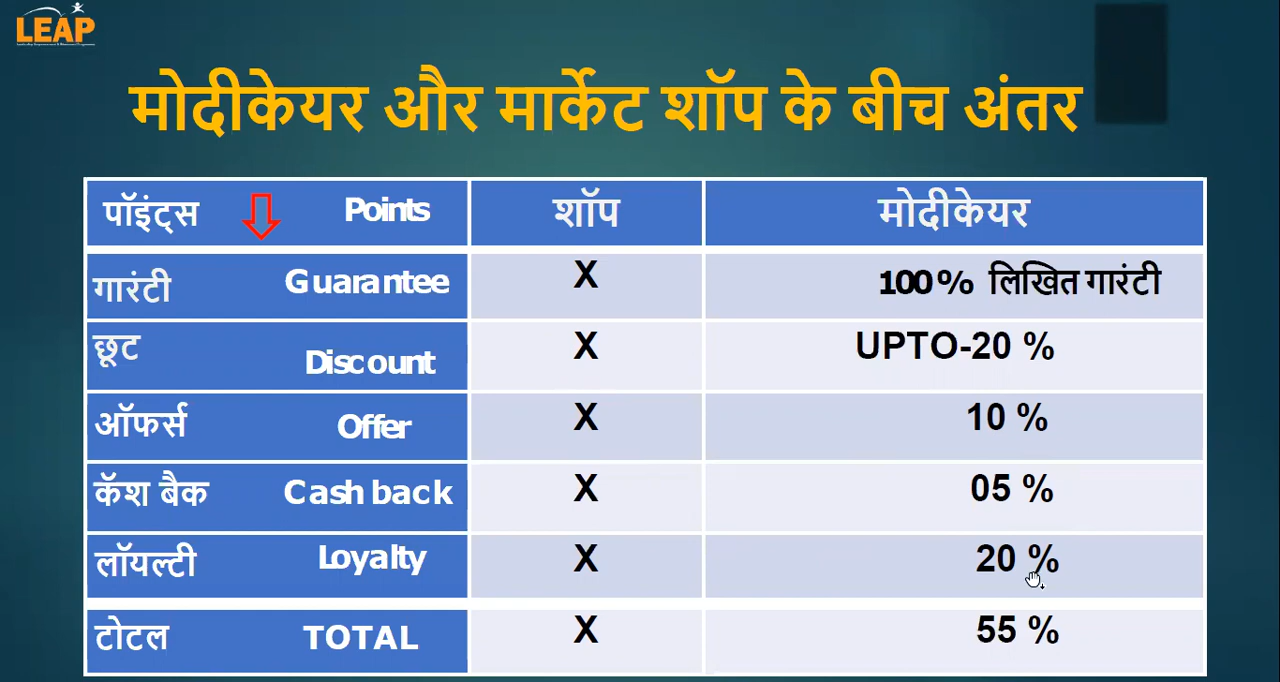 LEAP
मोदीकेयर और मार्केट शॉप के बीच अंतर
पॉइंट्स Points शॉप मोदीकेयर
गारंटी Guarantee X 100% लिखित गारंटी
छूट Discount X UPTO-20 %
ऑफर्स Offer X 10 %
कॅश बैक Cash back X 05 %
लॉयल्टी Loyalty X 20 %
टोटल TOTAL X 55 %